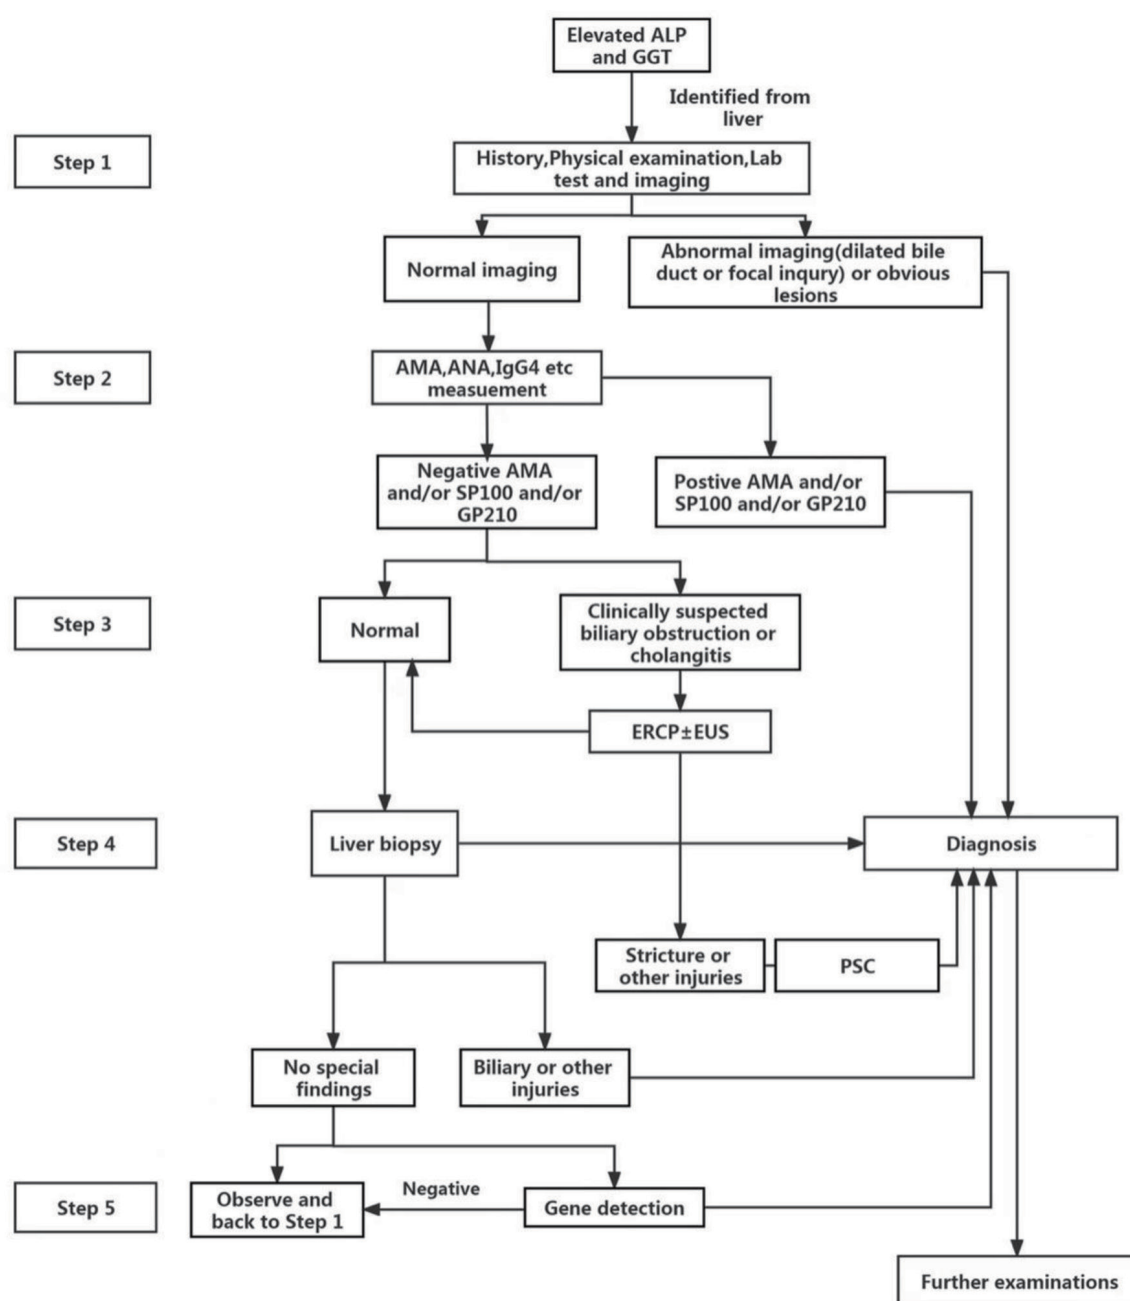 Elevated ALP
and GGT
Identified from
liver
Step 1
History,Physical examination,Lab
test and imaging
Normal imaging
Abnormal imaging(dilated bile
duct or focal inqury) or obvious
lesions
Step 2
AMA,ANA,IgG4 etc
measuement
Negative AMA
and/or SP100 and/or
GP210
Postive AMA and/or
SP100 and/or GP210
Step 3
Normal
Clinically suspected
biliary obstruction or
cholangitis
ERCP±EUS
Step 4
Liver biopsy
Diagnosis
Stricture or
other injuries
PSC
No special
findings
Biliary or other
injuries
Step 5
Observe and
back to Step 1
Negative
Gene detection
Further examinations